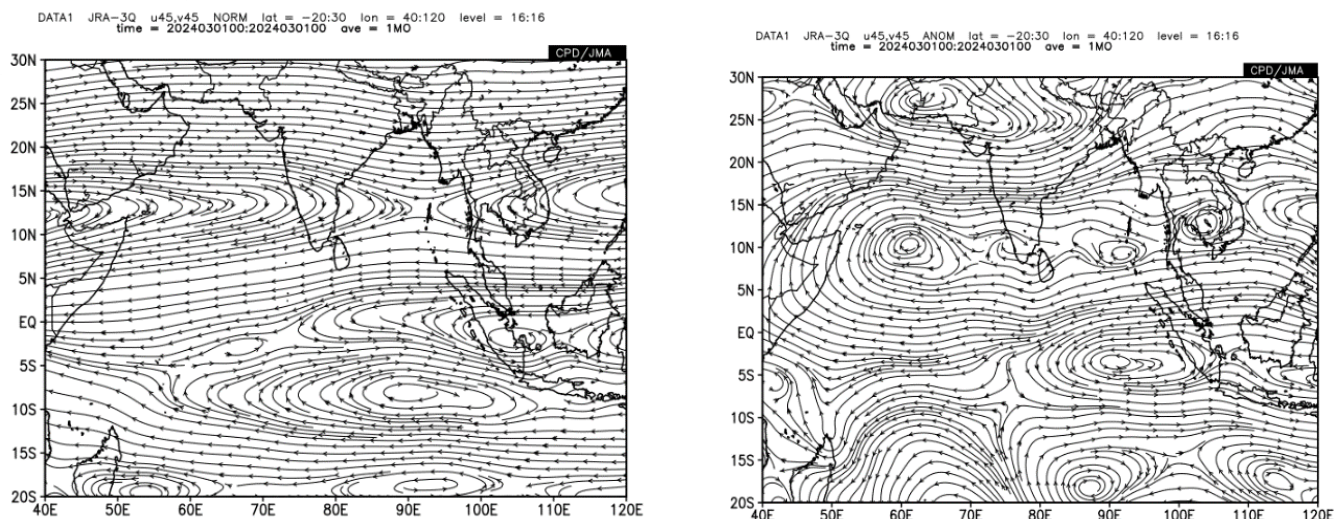 DATA1 JRA-3Q u45,v45 NORM lat = -20:30 lon = 40:120 level = 16:16
time = 2024030100:2024030100 ave = 1MO
CPD/JMA
30N
25N
20N
15N
10N
5N
EQ
5S
10S
15S
20S
40E 50E 60E 70E 80E 90E 100E 110E 120E
DATA1 JRA-3Q u45,v45 ANOM lat = -20:30 lon = 40:120 level = 16:16
time = 2024030100:2024030100 ave = 1MO
CPD/JMA
30N
25N
20N
15N
10N
5N
EQ
5S
10S
15S
20S
40E 50E 60E 70E 80E 90E 100E 110E 120E